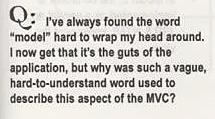 Q: I've always found the word
"model" hard to wrap my head around.
I now get that it's the guts of the
application, but why was such a vague,
hard-to-understand word used to
describe this aspect of the MVC?